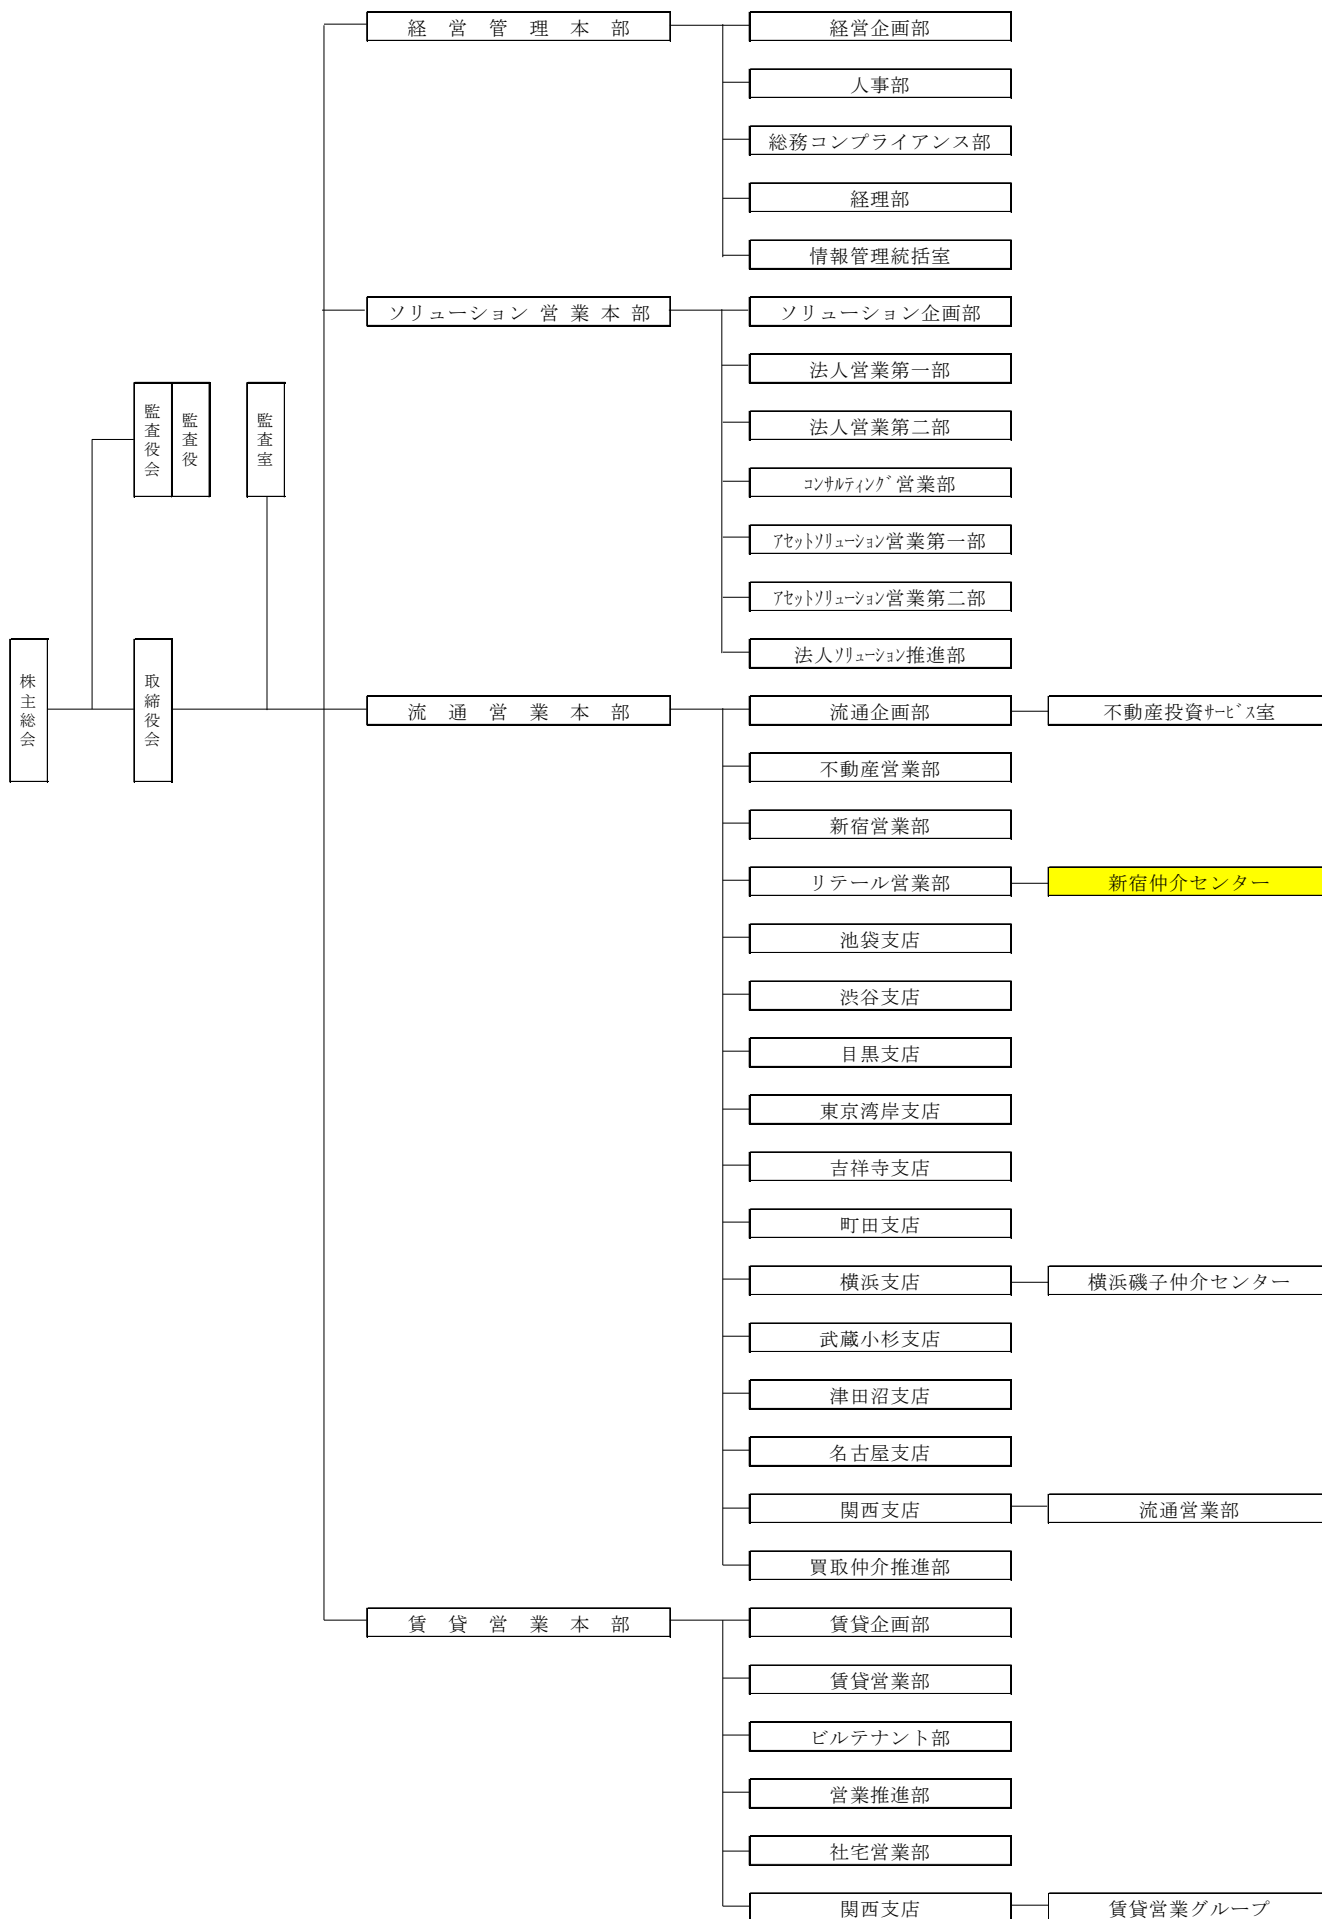 経営管理本部
経営企画部
人事部
総務コンプライアンス部
経理部
情報管理統括室
ソリューション営業本部
ソリューション企画部
法人営業第一部
法人営業第二部
ｺﾝｻﾙﾃｨﾝｸﾞ営業部
ｱｾｯﾄｿﾘｭｰｼｮﾝ営業第一部
ｱｾｯﾄｿﾘｭｰｼｮﾝ営業第二部
法人ｿﾘｭｰｼｮﾝ推進部
監査役会
監査役
監査室
株主総会
取締役会
流通営業本部
流通企画部
不動産投資ｻｰﾋﾞｽ室
不動産営業部
新宿営業部
リテール営業部
新宿仲介センター
池袋支店
渋谷支店
目黒支店
東京湾岸支店
吉祥寺支店
町田支店
横浜支店
横浜磯子仲介センター
武蔵小杉支店
津田沼支店
名古屋支店
関西支店
流通営業部
買取仲介推進部
賃貸営業本部
賃貸企画部
賃貸営業部
ビルテナント部
営業推進部
社宅営業部
関西支店
賃貸営業グループ